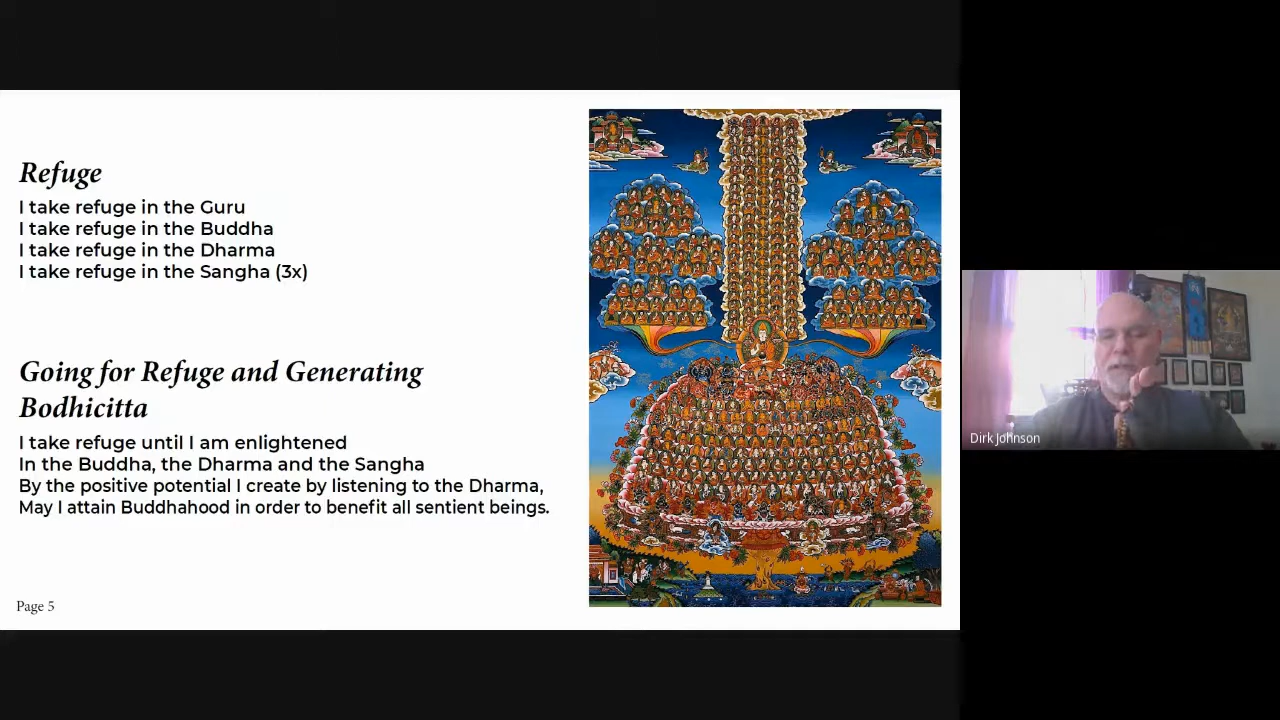 Refuge
I take refuge in the Guru
I take refuge in the Buddha
I take refuge in the Dharma
I take refuge in the Sangha (3x)
Going for Refuge and Generating
Bodhicitta
I take refuge until I am enlightened
In the Buddha, the Dharma and the Sangha
By the positive potential I create by listening to the Dharma,
May I attain Buddhahood in order to benefit all sentient beings.
Page 5
Dirk Johnson